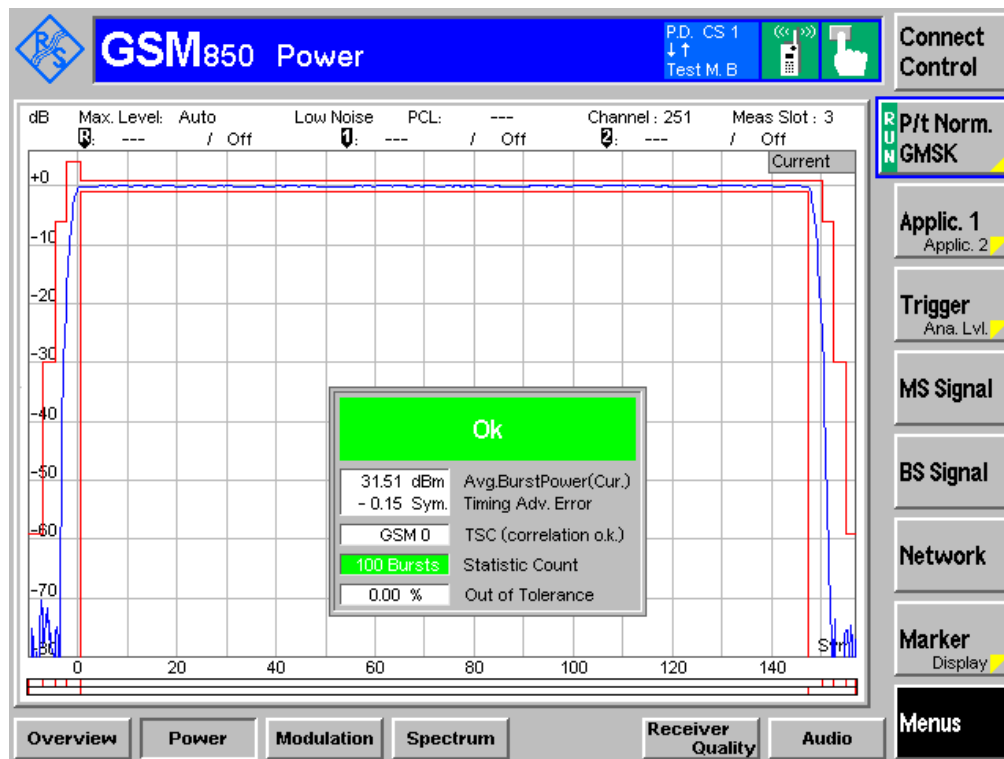 R/S
GSM850 Power
P.D. CS 1
↓↑
Test M. B
Connect Control
dB Max. Level: Auto Low Noise PCL: --- Channel : 251 Meas Slot : 3
R: --- / Off 1: --- / Off 2: --- / Off
Current
+0
-10
-20
-30
-40
-50
-60
-70
-80
0 20 40 60 80 100 120 140
Ok
31.51 dBm Avg.BurstPower(Cur.)
- 0.15 Sym. Timing Adv. Error
GSM 0 TSC (correlation o.k.)
100 Bursts Statistic Count
0.00 % Out of Tolerance
RUN
P/t Norm.
GMSK
Applic. 1
Applic. 2
Trigger
Ana. Lvl.
MS Signal
BS Signal
Network
Marker
Display
Menus
Overview Power Modulation Spectrum Receiver Quality Audio